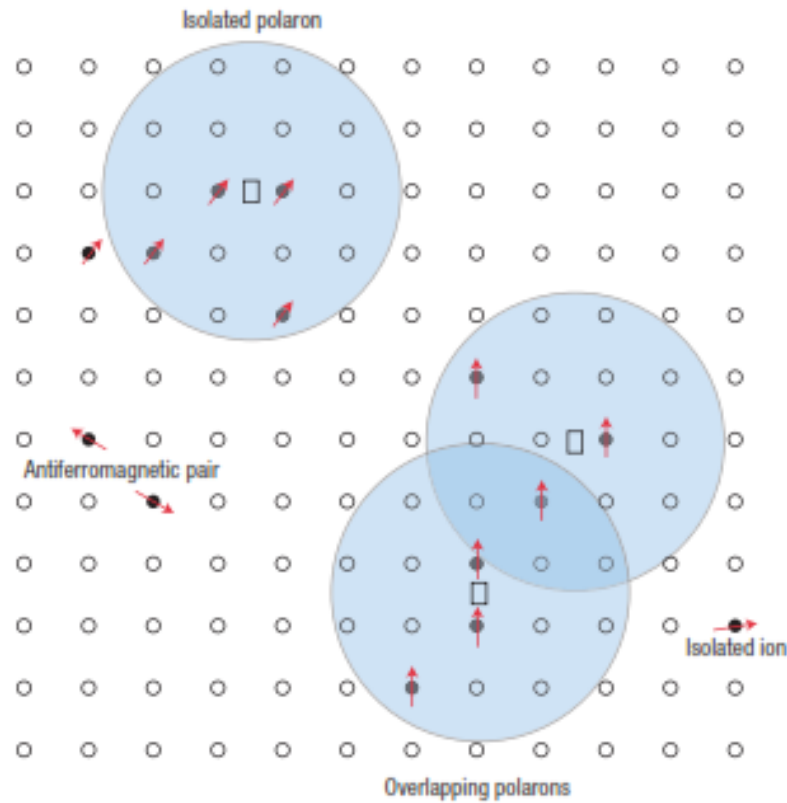 Isolated polaron
Antiferromagnetic pair
Isolated ion
Overlapping polarons